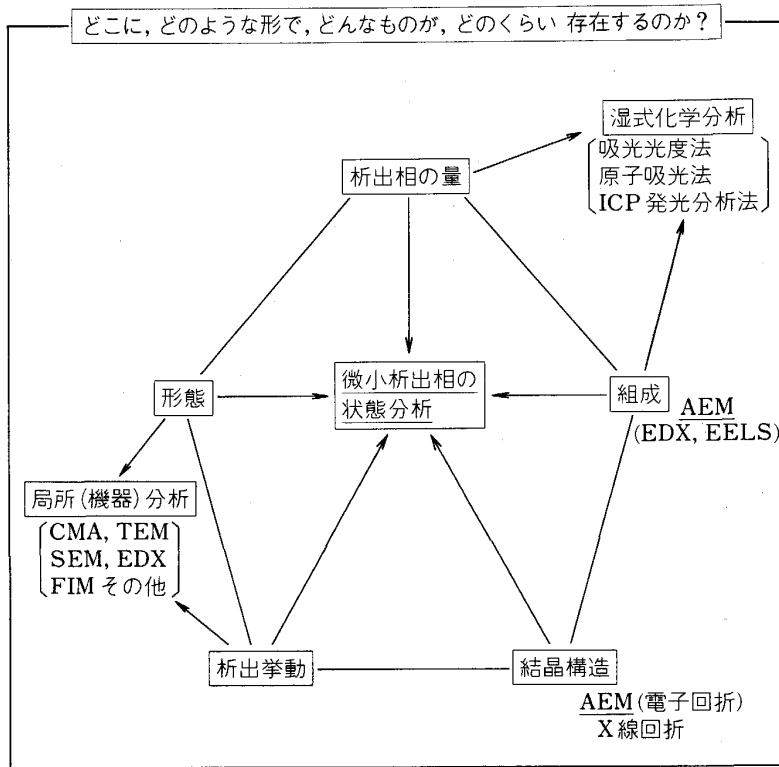 どこに，どのような形で，どんなものが，どのくらい 存在するのか？
湿式化学分析
吸光光度法
原子吸光法
ICP 発光分析法
析出相の量
微小析出相の
状態分析
形態
組成
AEM
(EDX, EELS)
局所(機器)分析
CMA, TEM
SEM, EDX
FIM その他
析出挙動
結晶構造
AEM(電子回折)
X線回折